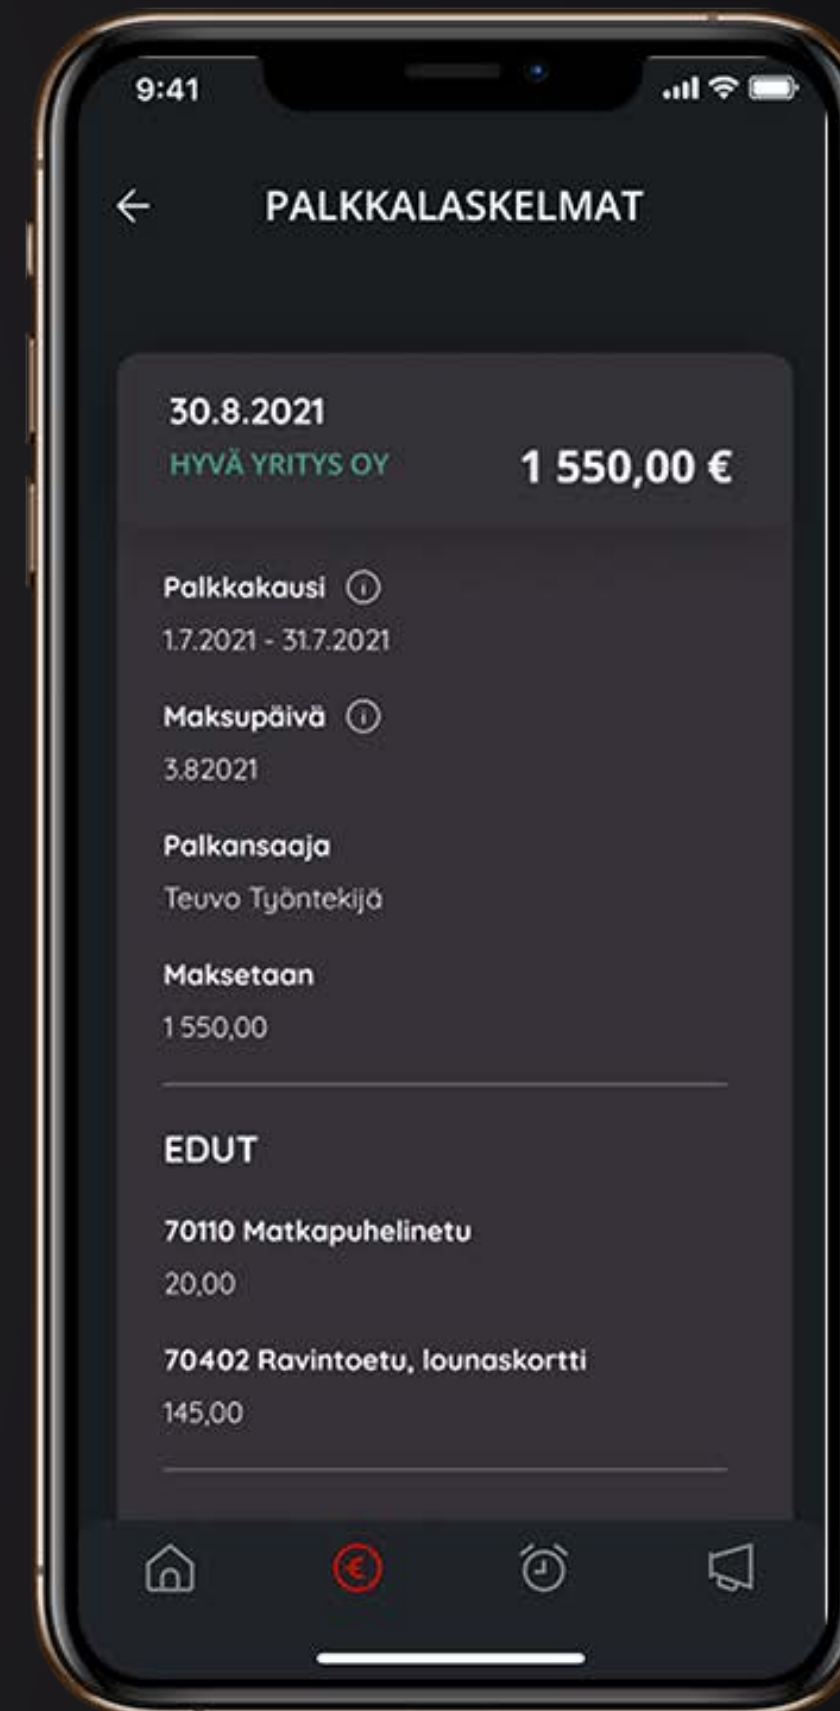 9:41
PALKKALASKELMAT
30.8.2021
HYVÄ YRITYS OY
1 550,00 €
Palkkakausi
1.7.2021 - 31.7.2021
Maksupäivä
3.82021
Palkansaaja
Teuvo Työntekijä
Maksetaan
1 550,00
EDUT
70110 Matkapuhelinetu
20,00
70402 Ravintoetu, lounaskortti
145,00